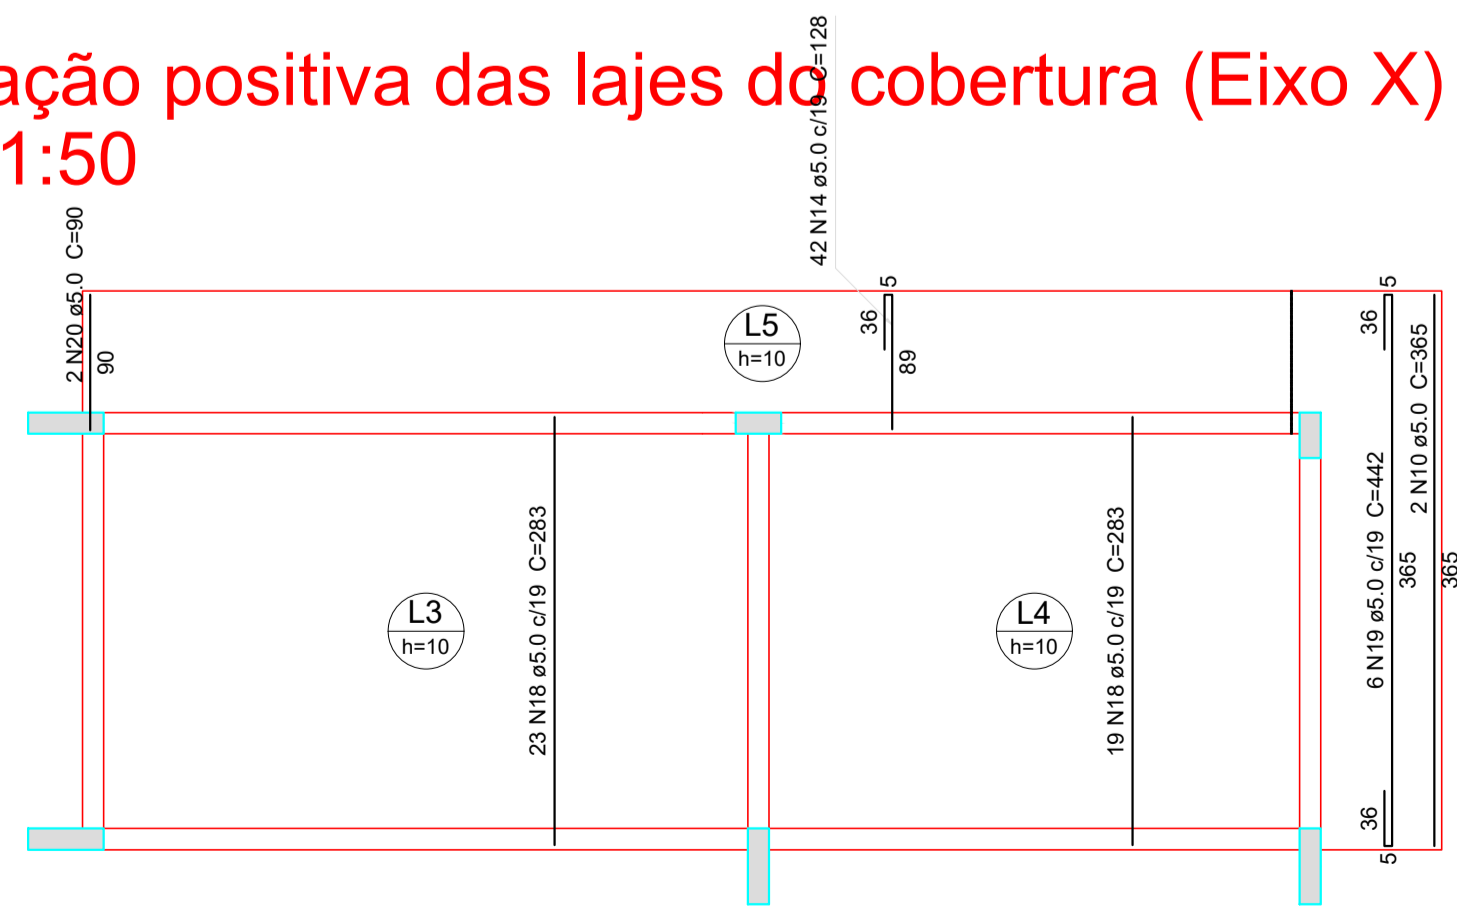 ação positiva das lajes do cobertura (Eixo X)
1:50
2 N20 ø5.0  C=90
90
42 N14 ø5.0 c/19  C=128
5
36
89
L5
h=10
5
36
2 N10 ø5.0  C=365
365
6 N19 ø5.0 c/19  C=442
365
36
5
23 N18 ø5.0 c/19  C=283
L3
h=10
19 N18 ø5.0 c/19  C=283
L4
h=10